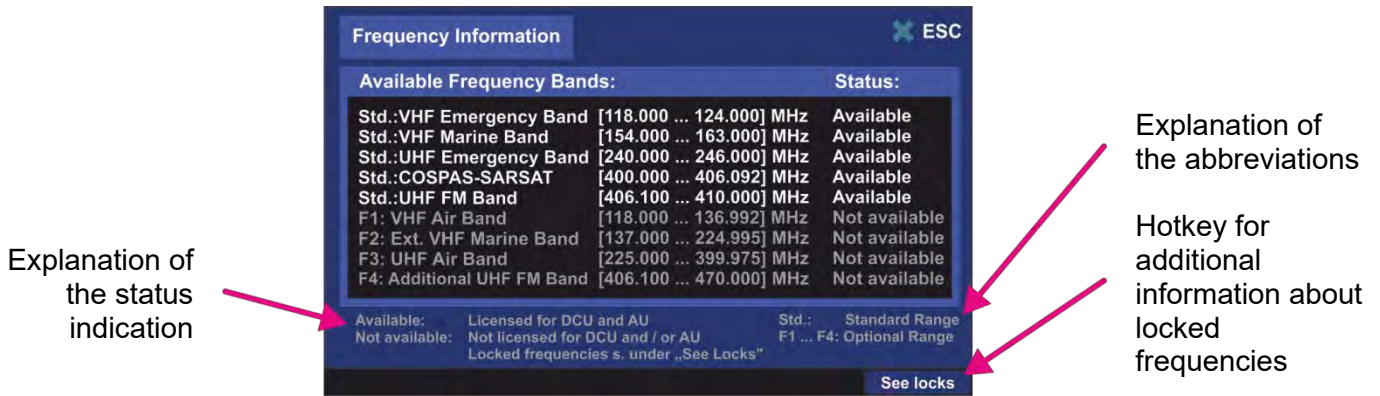 Frequency Information
ESC
Available Frequency Bands: Status:
Std.:VHF Emergency Band [118.000 ... 124.000] MHz Available
Std.:VHF Marine Band [154.000 ... 163.000] MHz Available
Std.:UHF Emergency Band [240.000 ... 246.000] MHz Available
Std.:COSPAS-SARSAT [400.000 ... 406.092] MHz Available
Std.:UHF FM Band [406.100 ... 410.000] MHz Available
F1: VHF Air Band [118.000 ... 136.992] MHz Not available
F2: Ext. VHF Marine Band [137.000 ... 224.995] MHz Not available
F3: UHF Air Band [225.000 ... 399.975] MHz Not available
F4: Additional UHF FM Band [406.100 ... 470.000] MHz Not available
Available: Licensed for DCU and AU Std.: Standard Range
Not available: Not licensed for DCU and / or AU F1 ... F4: Optional Range
Locked frequencies s. under „See Locks"
See locks
Explanation of
the status
indication
Explanation of
the abbreviations
Hotkey for
additional
information about
locked
frequencies